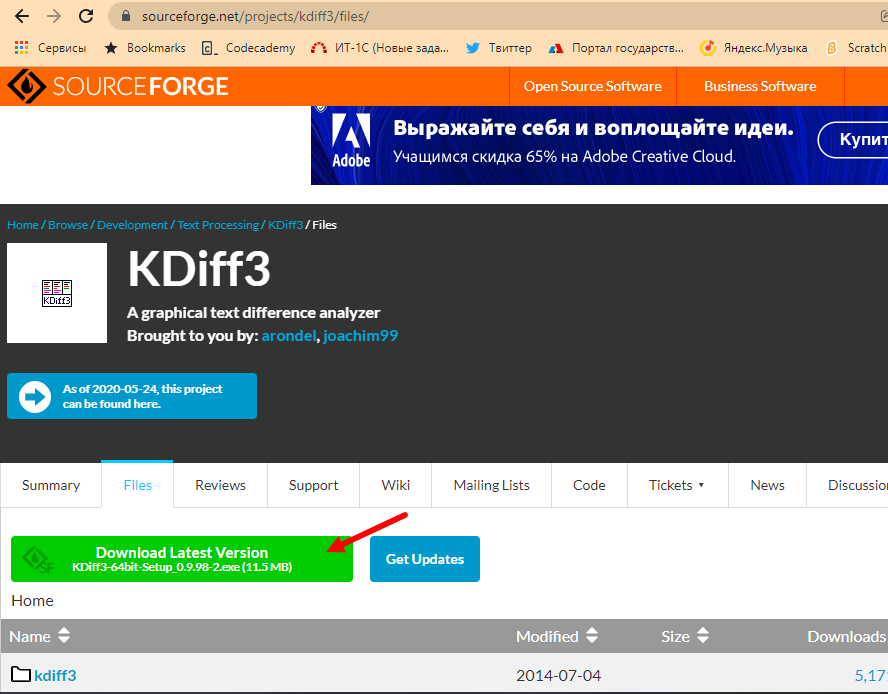 sourceforge.net/projects/kdiff3/files/
Сервисы Bookmarks Codecademy ИТ-1С (Новые зада... Твиттер Портал государств... Яндекс.Музыка Scratch
SOURCEFORGE Open Source Software Business Software
Adobe
Выражайте себя и воплощайте идеи.
Учащимся скидка 65% на Adobe Creative Cloud.
Купит
Home / Browse / Development / Text Processing / KDiff3 / Files
KDiff3
KDiff3
A graphical text difference analyzer
Brought to you by: arondel, joachim99
As of 2020-05-24, this project
can be found here.
Summary Files Reviews Support Wiki Mailing Lists Code Tickets ▾ News Discussion
SF
Download Latest Version
KDiff3-64bit-Setup_0.9.98-2.exe (11.5 MB)
Get Updates
Home
Name Modified Size Downloads
kdiff3 2014-07-04 5,17